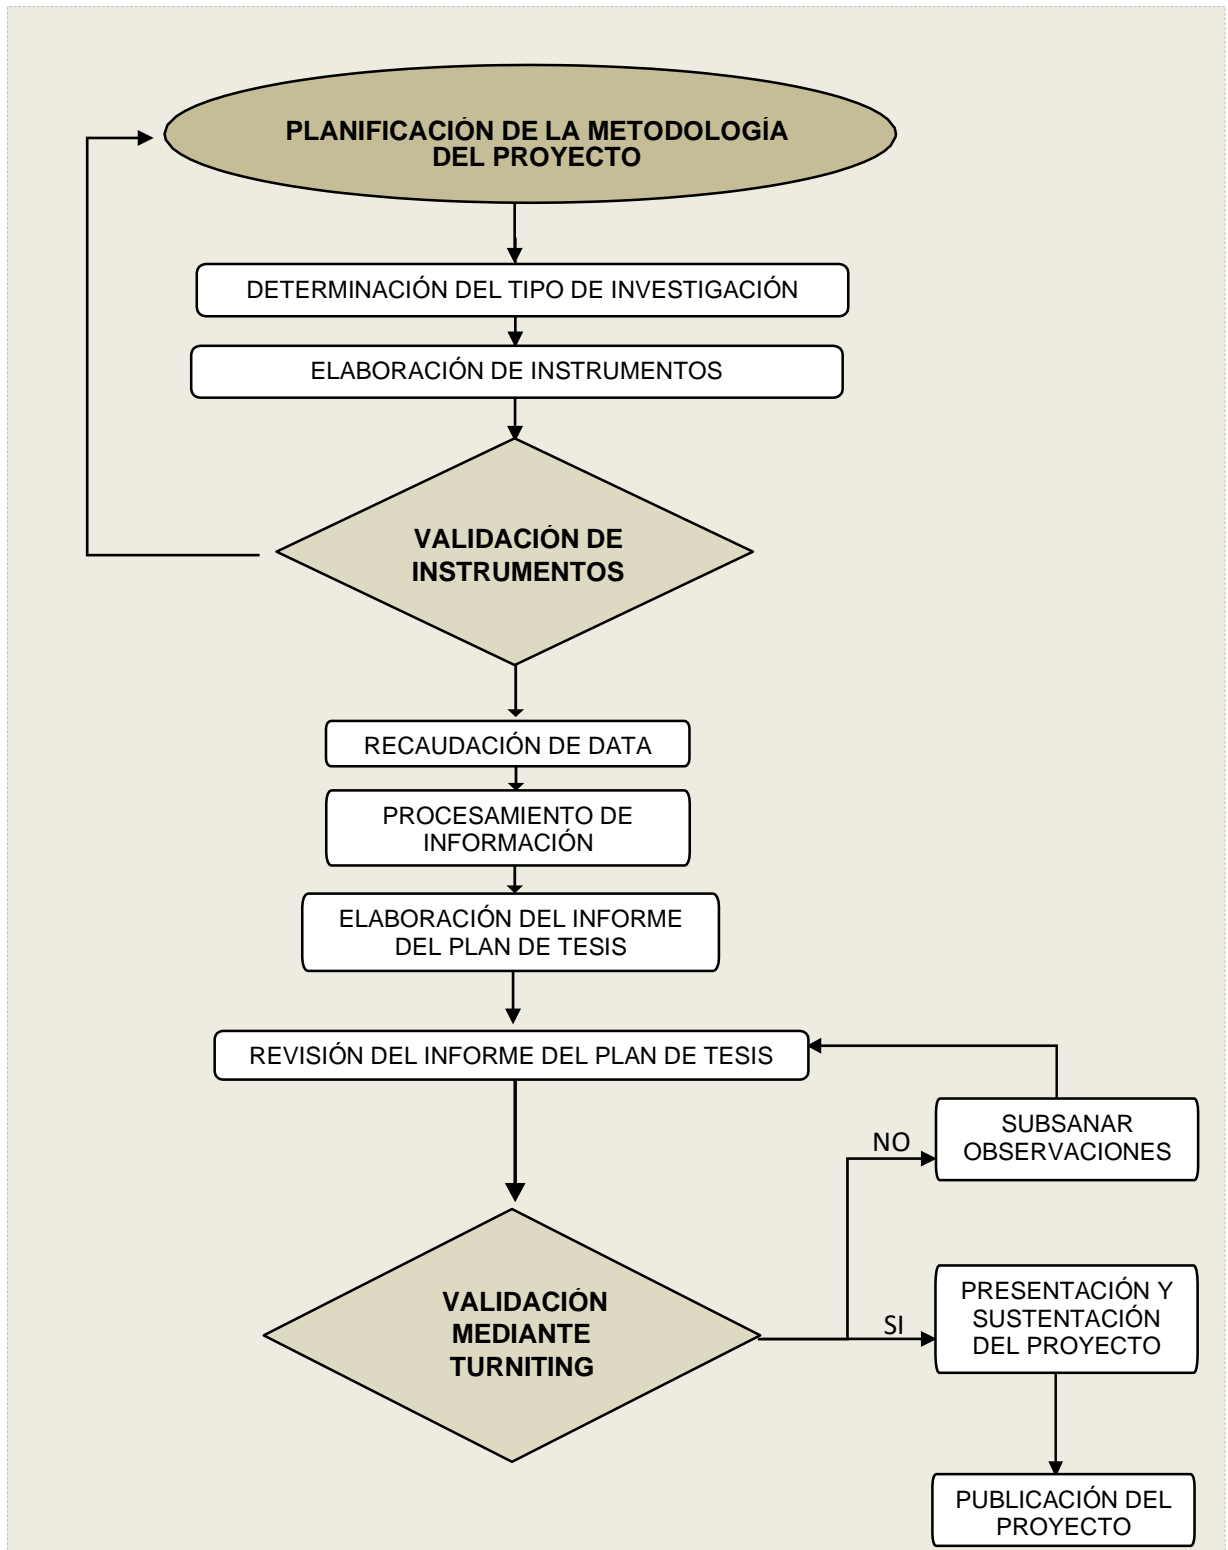 PLANIFICACIÓN DE LA METODOLOGÍA
DEL PROYECTO
DETERMINACIÓN DEL TIPO DE INVESTIGACIÓN
ELABORACIÓN DE INSTRUMENTOS
VALIDACIÓN DE
INSTRUMENTOS
RECAUDACIÓN DE DATA
PROCESAMIENTO DE
INFORMACIÓN
ELABORACIÓN DEL INFORME
DEL PLAN DE TESIS
REVISIÓN DEL INFORME DEL PLAN DE TESIS
VALIDACIÓN
MEDIANTE
TURNITING
NO
SUBSANAR
OBSERVACIONES
SI
PRESENTACIÓN Y
SUSTENTACIÓN
DEL PROYECTO
PUBLICACIÓN DEL
PROYECTO